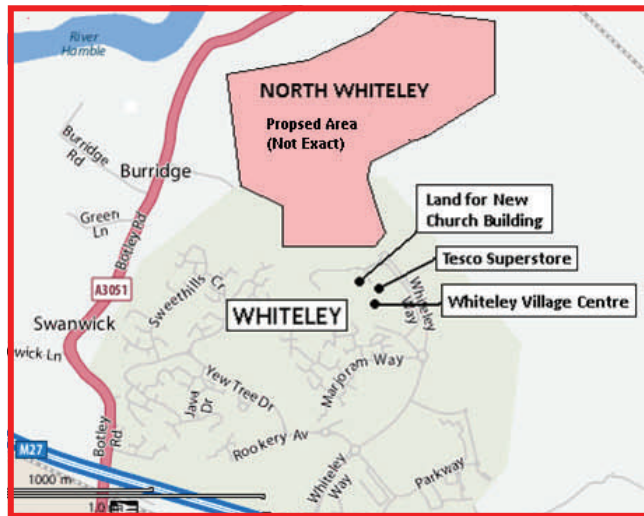 River
Hamble
NORTH WHITELEY
Propsed Area
(Not Exact)
Burridge
Rd
Burridge
Green
Ln
Botley Rd
A3051
Land for New
Church Building
Tesco Superstore
Whiteley Village Centre
Whiteley
Way
Sweethills
Cr
WHITELEY
Swanwick
wick Ln
Marjoram Way
Yew Tree Dr
Java
Dr
Rookery Av
Botley
Rd
M27
Whiteley
Way
Parkway
1000 m